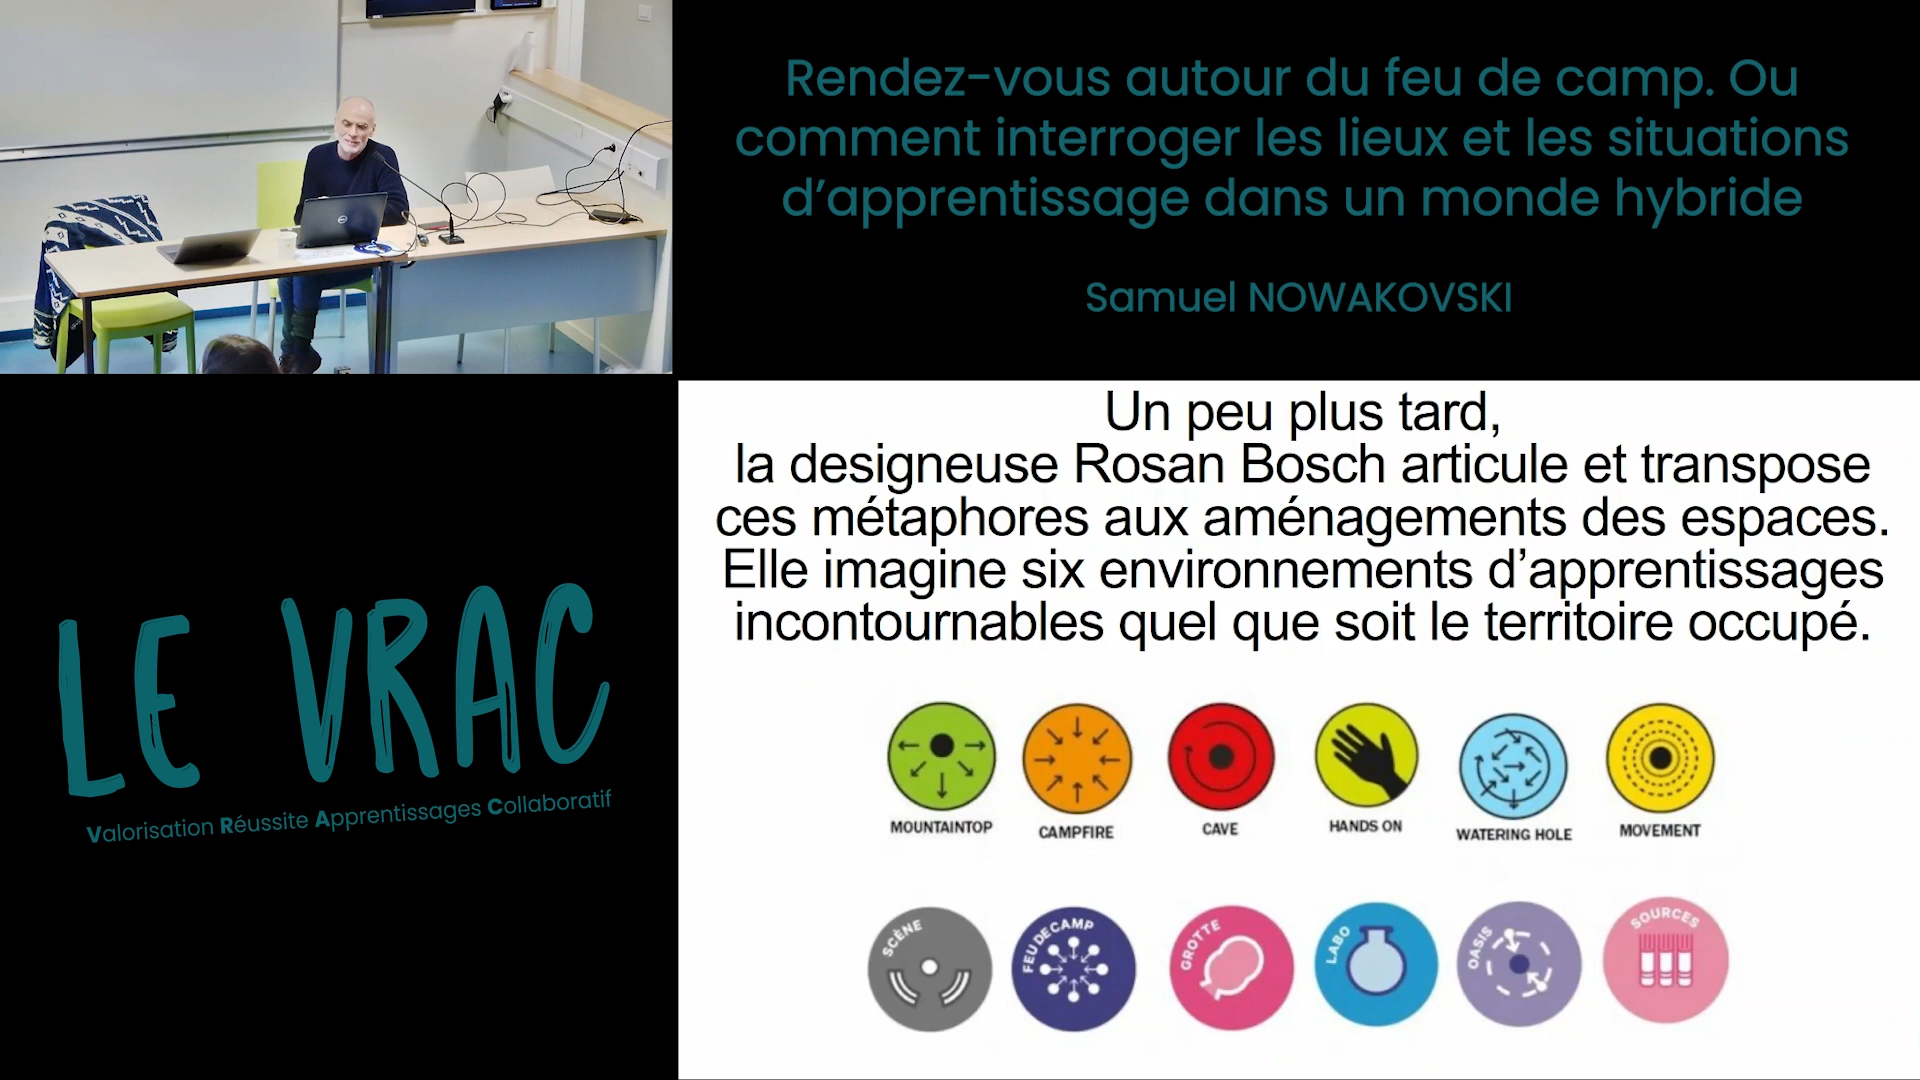 Rendez-vous autour du feu de camp. Ou
comment interroger les lieux et les situations
d’apprentissage dans un monde hybride
Samuel NOWAKOVSKI
Un peu plus tard,
la designeuse Rosan Bosch articule et transpose
ces métaphores aux aménagements des espaces.
Elle imagine six environnements d’apprentissages
incontournables quel que soit le territoire occupé.
LE VRAC
Valorisation Réussite Apprentissages Collaboratif
MOUNTAINTOP CAMPFIRE CAVE HANDS ON WATERING HOLE MOVEMENT
SCÈNE FEU DE CAMP GROTTE LABO OASIS SOURCES